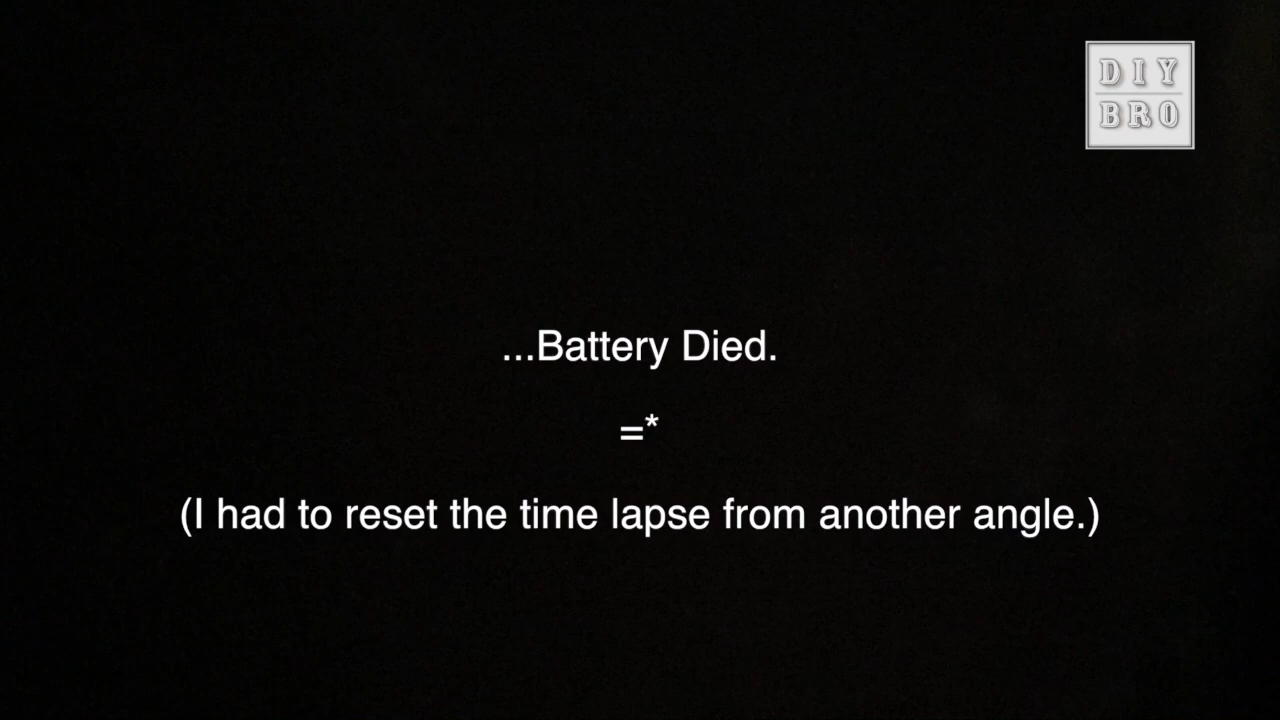 DIY
BRO
...Battery Died.
=*
(I had to reset the time lapse from another angle.)